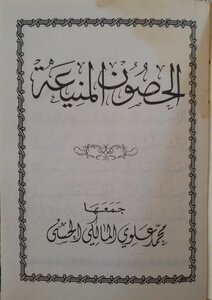 الحصون المنيعة
جمعها
محمد علوي المالكي الحسني